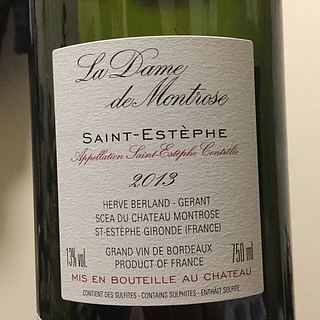 La Dame
de Montrose
SAINT-ESTÈPHE
Appellation Saint-Estèphe Contrôlée
2013
HERVE BERLAND - GERANT
SCEA DU CHATEAU MONTROSE
ST-ESTÈPHE GIRONDE (FRANCE)
13% vol.
GRAND VIN DE BORDEAUX
PRODUCT OF FRANCE
750 ml
MIS EN BOUTEILLE AU CHATEAU
CONTIENT DES SULFITES - CONTAINS SULPHITES - ENTHÄLT SULFITE